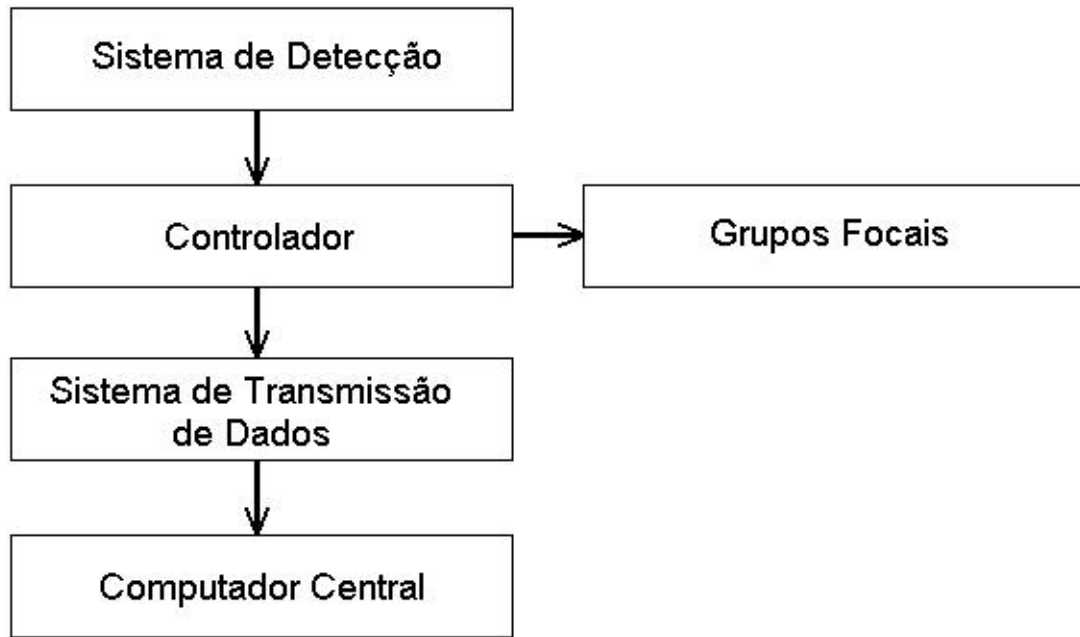 Sistema de Detecção
Controlador
Grupos Focais
Sistema de Transmissão
de Dados
Computador Central